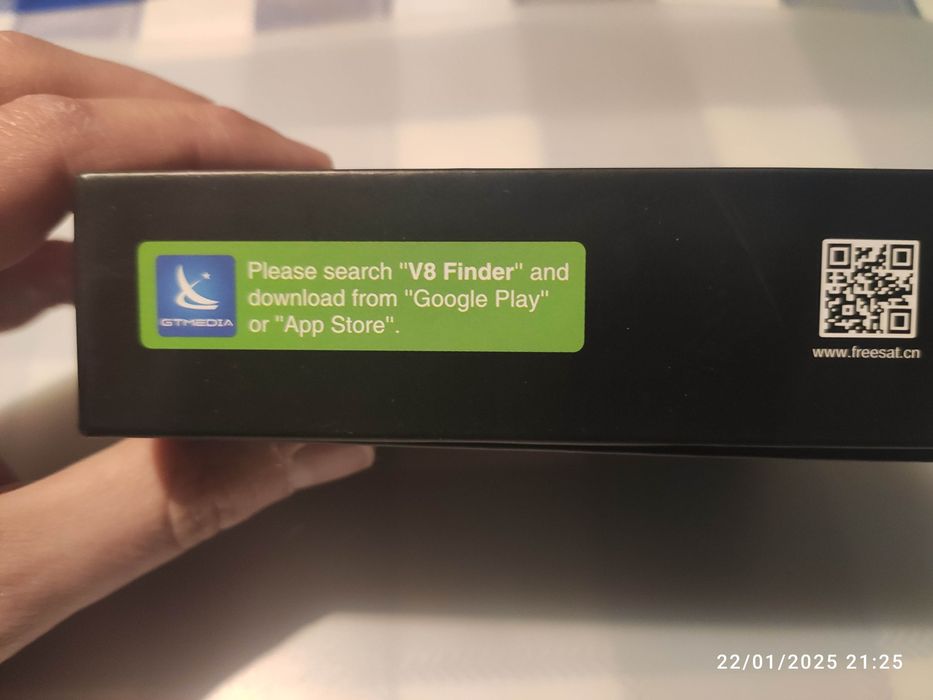 Please search "V8 Finder" and
download from "Google Play"
or "App Store".
GTMEDIA
www.freesat.cn
22/01/2025 21:25